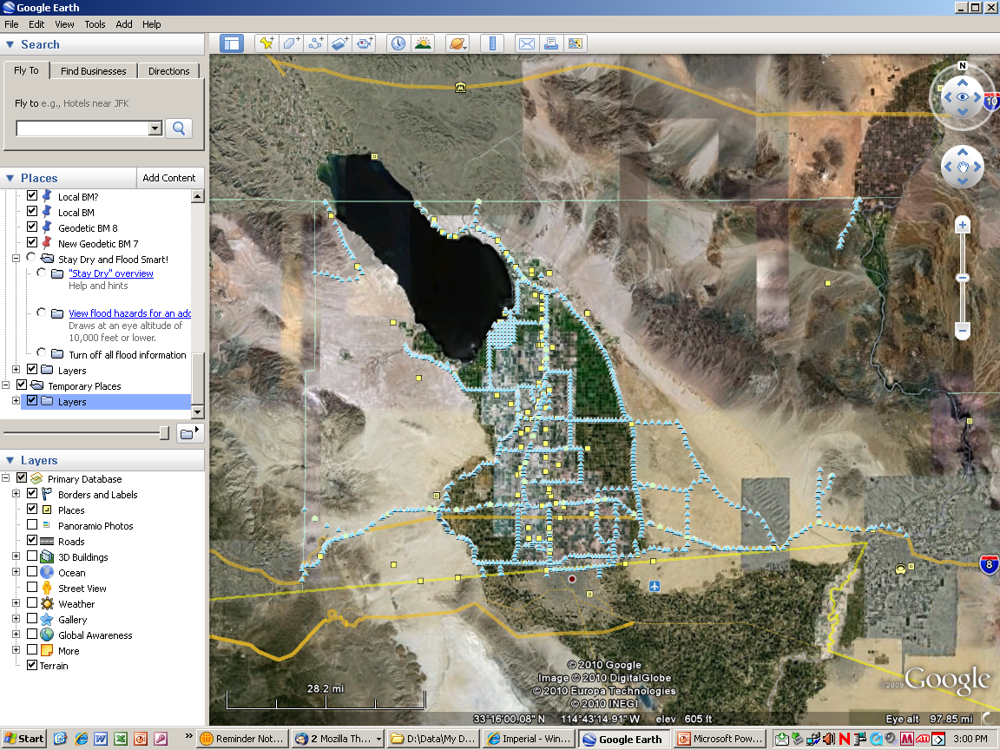 Google Earth
File Edit View Tools Add Help
Search
Fly To Find Businesses Directions
Fly to e.g., Hotels near JFK
Places Add Content
Local BM?
Local BM
Geodetic BM 8
New Geodetic BM 7
Stay Dry and Flood Smart!
"Stay Dry" overview
Help and hints
View flood hazards for an add
Draws at an eye altitude of
10,000 feet or lower.
Turn off all flood information
Layers
Temporary Places
Layers
Layers
Primary Database
Borders and Labels
Places
Panoramio Photos
Roads
3D Buildings
Ocean
Street View
Weather
Gallery
Global Awareness
More
Terrain
N
10
8
28.2 mi
© 2010 Google
Image © 2010 DigitalGlobe
© 2010 Europa Technologies
© 2010 INEGI
©2009 Google
33°16'00.08" N 114°43'14.91" W elev 605 ft
Eye alt 97.85 mi
Start
Reminder Not...
2 Mozilla Th...
D:\Data\My D...
Imperial - Win...
Google Earth
Microsoft Pow...
3:00 PM